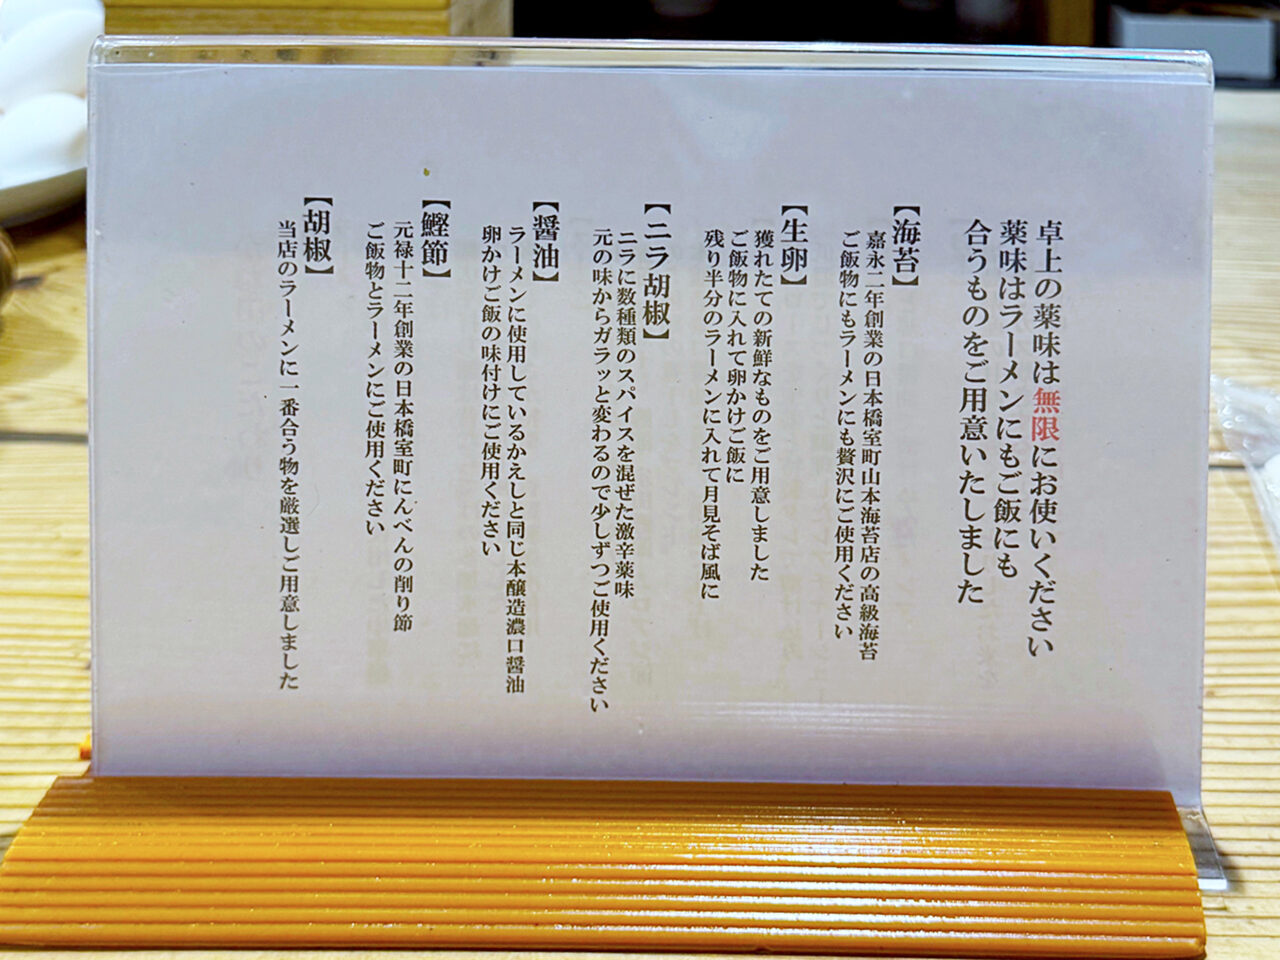 卓上の薬味は無限にお使いください
薬味はラーメンにもご飯にも
合うものをご用意いたしました
【海苔】
嘉永二年創業の日本橋室町山本海苔店の高級海苔
ご飯物にもラーメンにも贅沢にご使用ください
【生卵】
獲れたての新鮮なものをご用意しました
ご飯物に入れて卵かけご飯に
残り半分のラーメンに入れて月見そば風に
【ニラ胡椒】
ニラに数種類のスパイスを混ぜた激辛薬味
元の味からガラッと変わるので少しずつご使用ください
【醤油】
ラーメンに使用しているかえしと同じ本醸造濃口醤油
卵かけご飯の味付けにご使用ください
【鰹節】
元禄十二年創業の日本橋室町にんべんの削り節
ご飯物とラーメンにご使用ください
【胡椒】
当店のラーメンに一番合う物を厳選しご用意しました